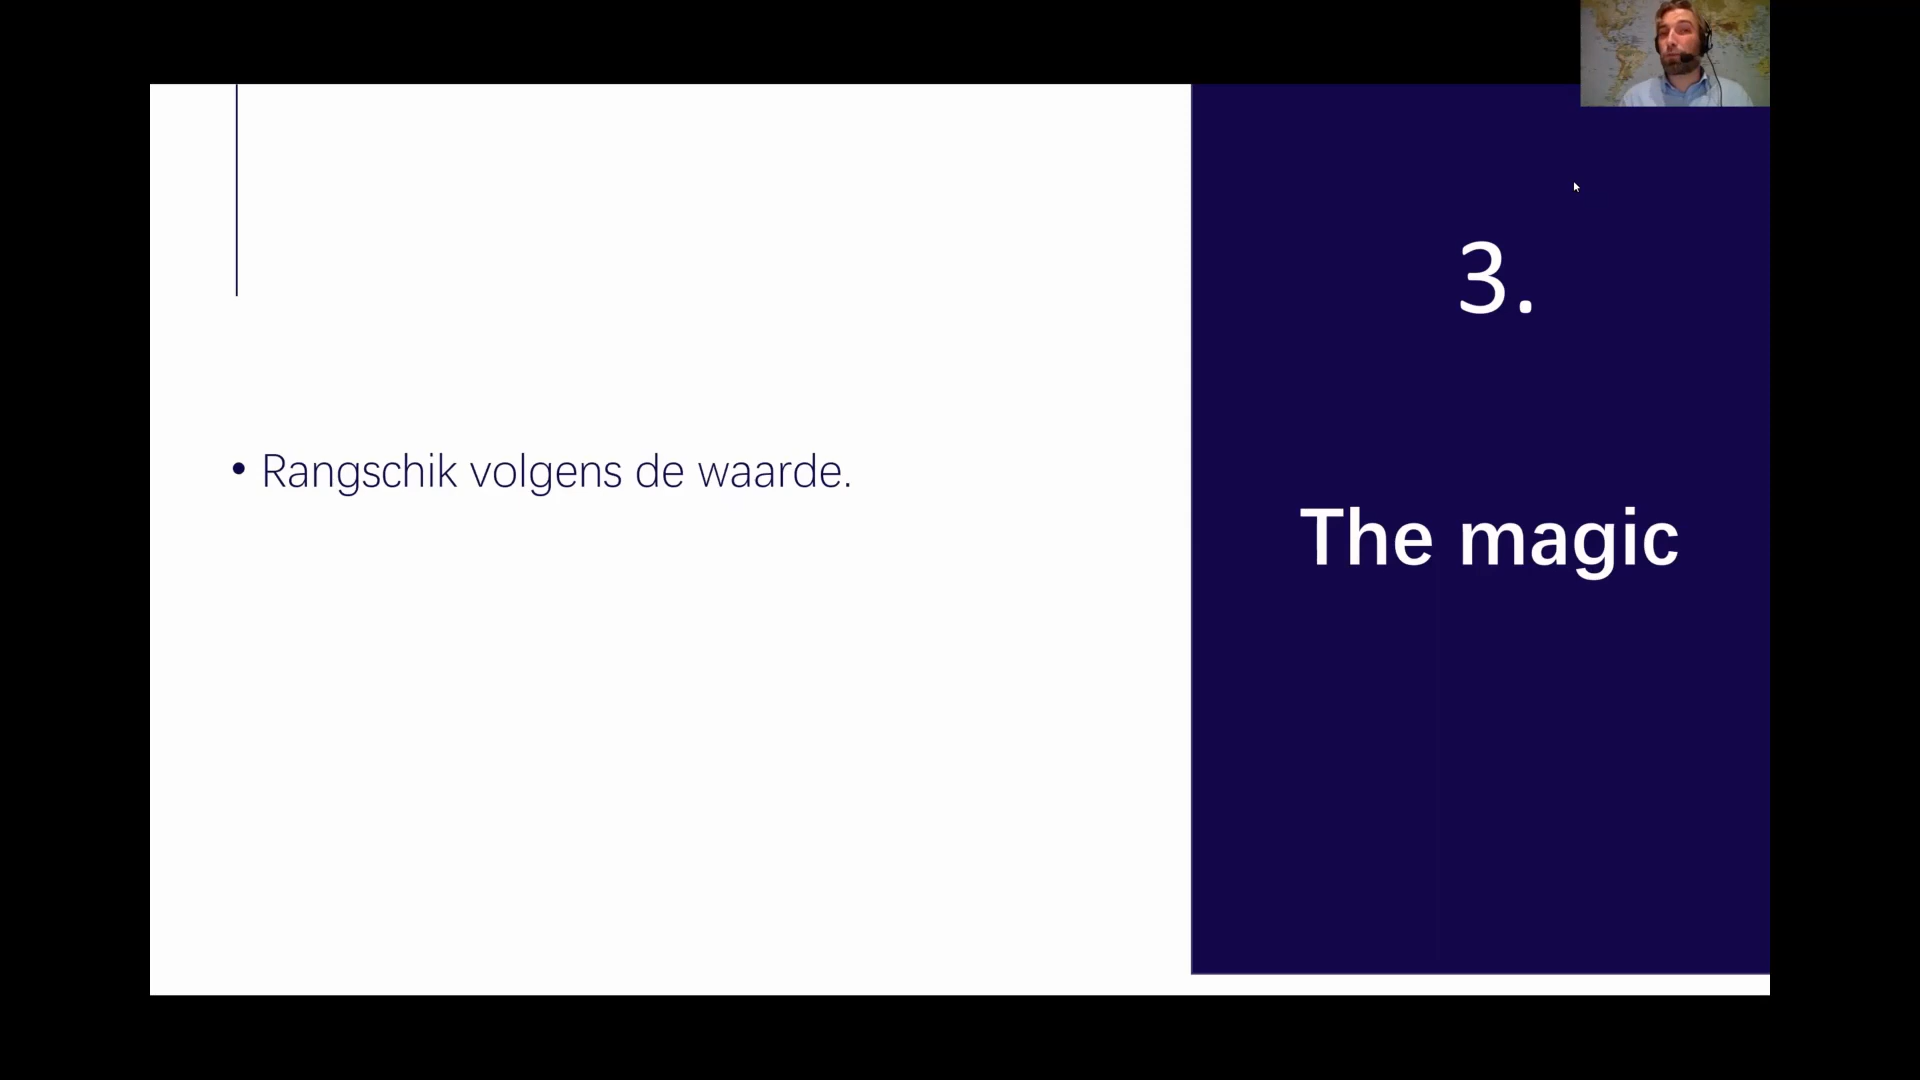 • Rangschik volgens de waarde.
3.
The magic